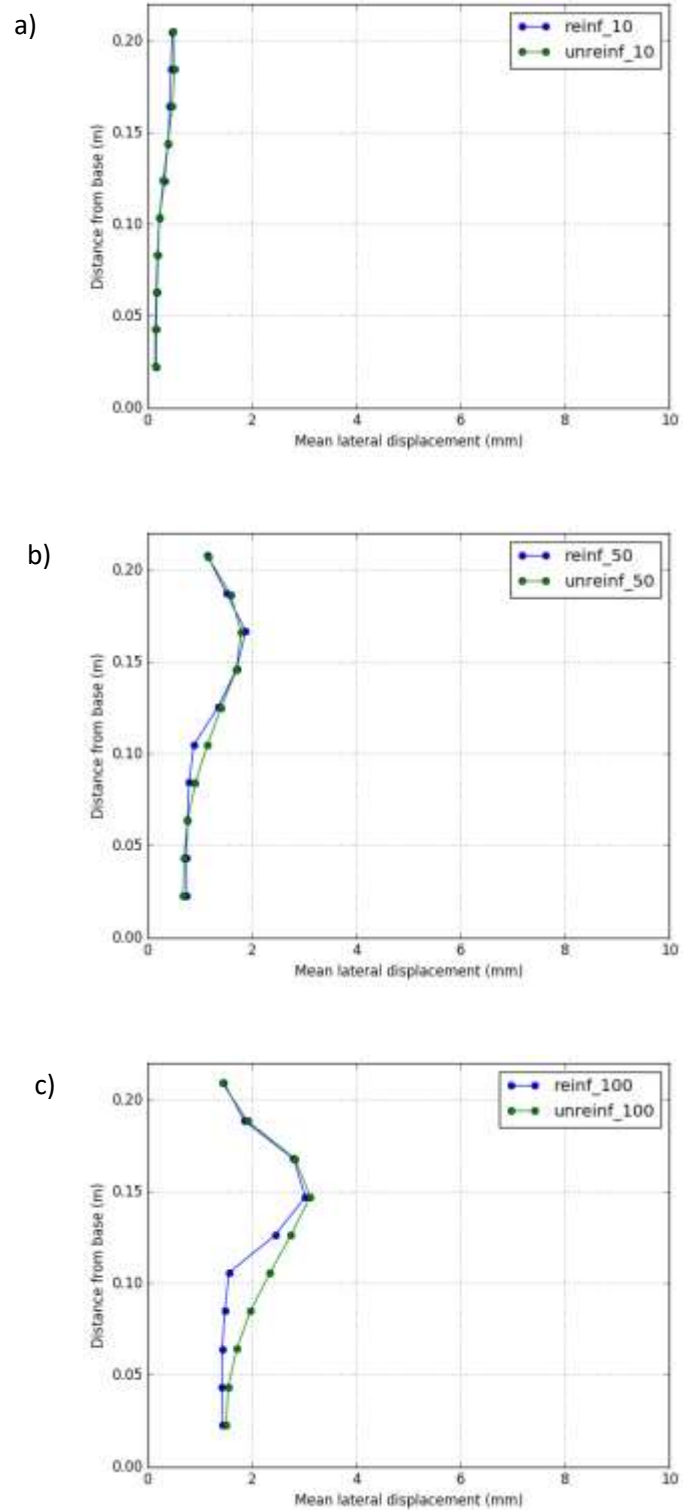 a)
reinf_10
unreinf_10
0.20
0.15
0.10
0.05
0.00
Distance from base (m)
0 2 4 6 8 10
Mean lateral displacement (mm)
b)
reinf_50
unreinf_50
0.20
0.15
0.10
0.05
0.00
Distance from base (m)
0 2 4 6 8 10
Mean lateral displacement (mm)
c)
reinf_100
unreinf_100
0.20
0.15
0.10
0.05
0.00
Distance from base (m)
0 2 4 6 8 10
Mean lateral displacement (mm)